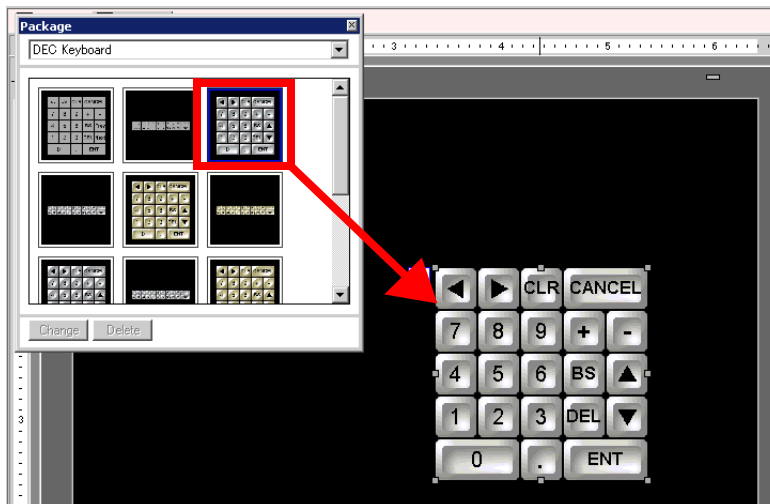 Package
DEC Keyboard
3 4 5 6
CLR CANCEL
7 8 9 + -
4 5 6 BS
1 2 3 DEL
0 . ENT
Change Delete
3